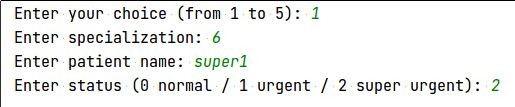 Enter your choice (from 1 to 5): 1
Enter specialization: 6
Enter patient name: super1
Enter status (0 normal / 1 urgent / 2 super urgent): 2